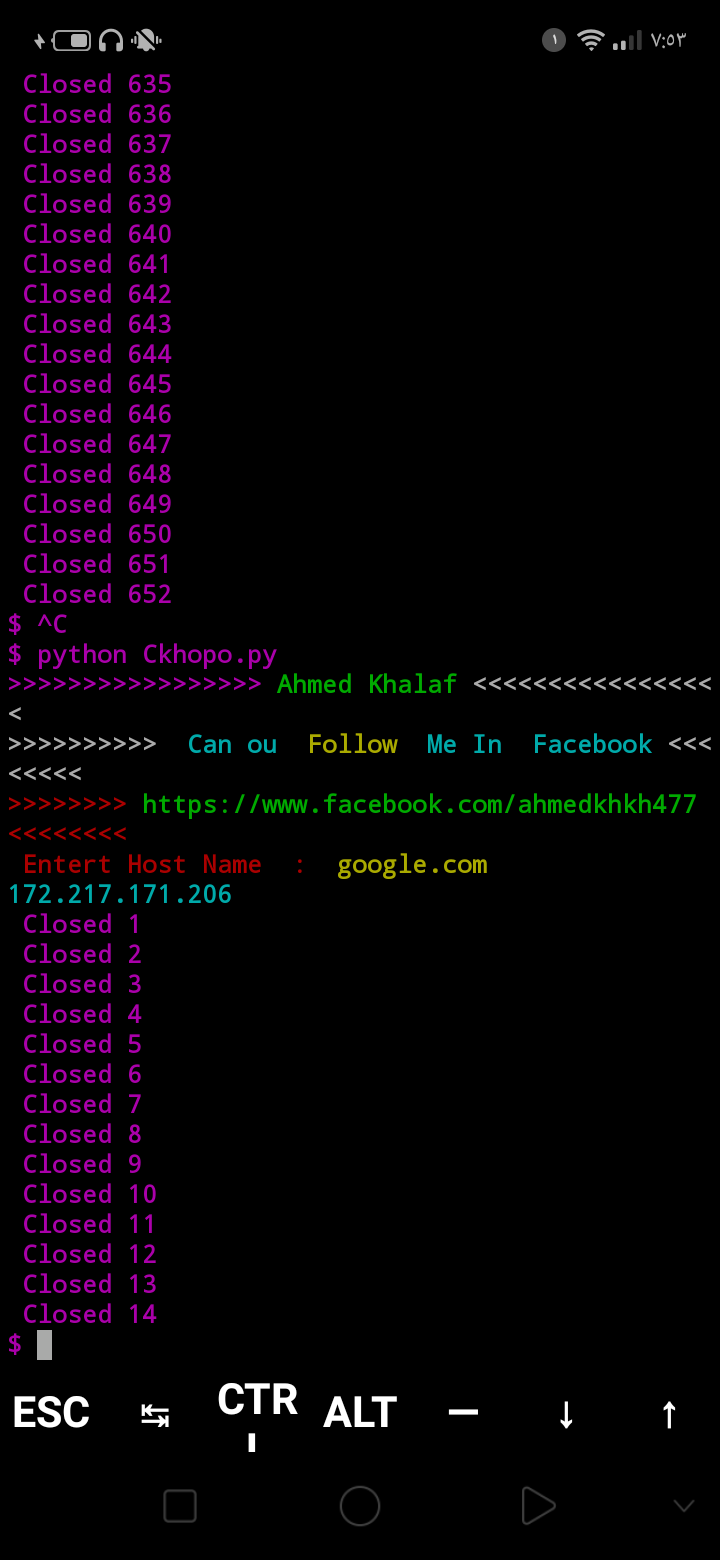 ١ ٧:٥٣
Closed 635
Closed 636
Closed 637
Closed 638
Closed 639
Closed 640
Closed 641
Closed 642
Closed 643
Closed 644
Closed 645
Closed 646
Closed 647
Closed 648
Closed 649
Closed 650
Closed 651
Closed 652
$ ^C
$ python Ckhopo.py
>>>>>>>>>>>>>>>>> Ahmed Khalaf <<<<<<<<<<<<<<<<
<
>>>>>>>>>> Can ou Follow Me In Facebook <<<
<<<<<
>>>>>>>> https://www.facebook.com/ahmedkhkh477
<<<<<<<<
Entert Host Name : google.com
172.217.171.206
Closed 1
Closed 2
Closed 3
Closed 4
Closed 5
Closed 6
Closed 7
Closed 8
Closed 9
Closed 10
Closed 11
Closed 12
Closed 13
Closed 14
$
ESC ↹ CTR ALT — ↓ ↑